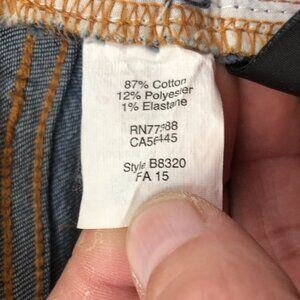 87% Cotton
12% Polyester
1% Elastane
Style B8320
FA 15